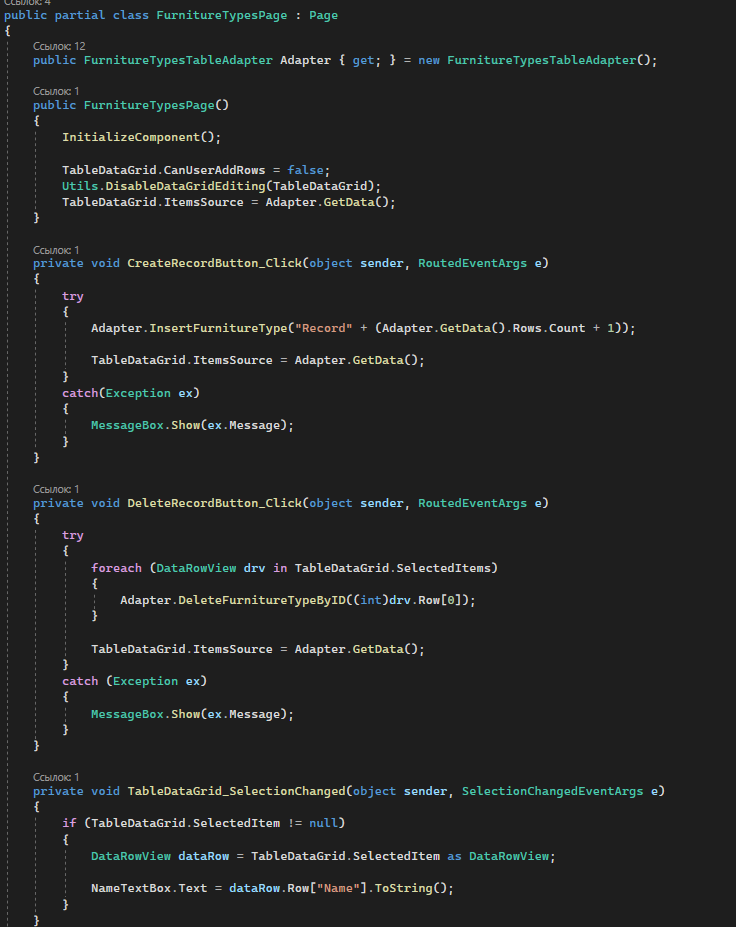 Ссылок: 4
public partial class FurnitureTypesPage : Page
{
Ссылок: 12
public FurnitureTypesTableAdapter Adapter { get; } = new FurnitureTypesTableAdapter();
Ссылок: 1
public FurnitureTypesPage()
{
InitializeComponent();
TableDataGrid.CanUserAddRows = false;
Utils.DisableDataGridEditing(TableDataGrid);
TableDataGrid.ItemsSource = Adapter.GetData();
}
Ссылок: 1
private void CreateRecordButton_Click(object sender, RoutedEventArgs e)
{
try
{
Adapter.InsertFurnitureType("Record" + (Adapter.GetData().Rows.Count + 1));
TableDataGrid.ItemsSource = Adapter.GetData();
}
catch(Exception ex)
{
MessageBox.Show(ex.Message);
}
}
Ссылок: 1
private void DeleteRecordButton_Click(object sender, RoutedEventArgs e)
{
try
{
foreach (DataRowView drv in TableDataGrid.SelectedItems)
{
Adapter.DeleteFurnitureTypeByID((int)drv.Row[0]);
}
TableDataGrid.ItemsSource = Adapter.GetData();
}
catch (Exception ex)
{
MessageBox.Show(ex.Message);
}
}
Ссылок: 1
private void TableDataGrid_SelectionChanged(object sender, SelectionChangedEventArgs e)
{
if (TableDataGrid.SelectedItem != null)
{
DataRowView dataRow = TableDataGrid.SelectedItem as DataRowView;
NameTextBox.Text = dataRow.Row["Name"].ToString();
}
}